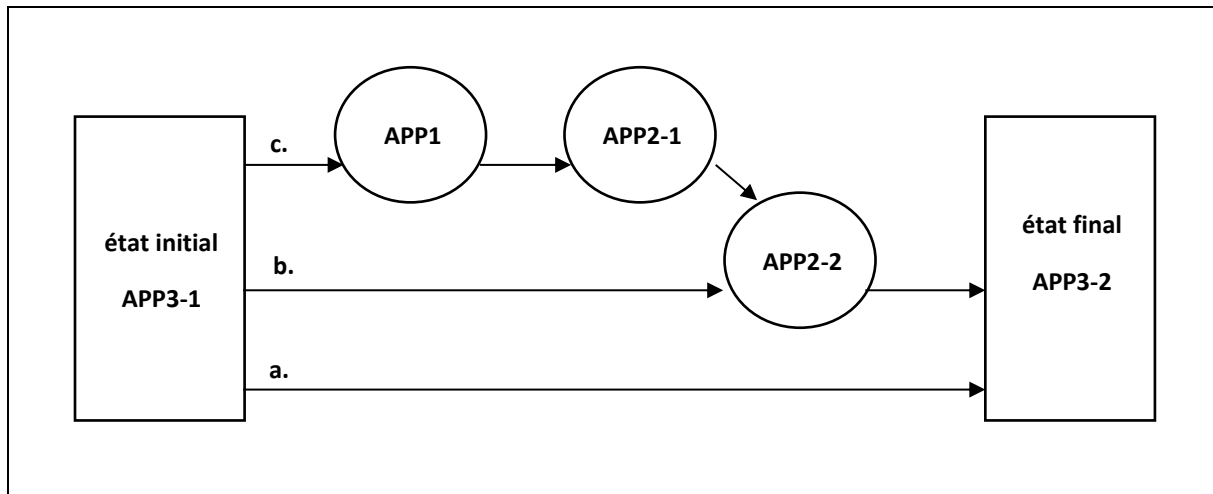 APP1
APP2-1
c.
état initial
APP3-1
b.
APP2-2
état final
APP3-2
a.